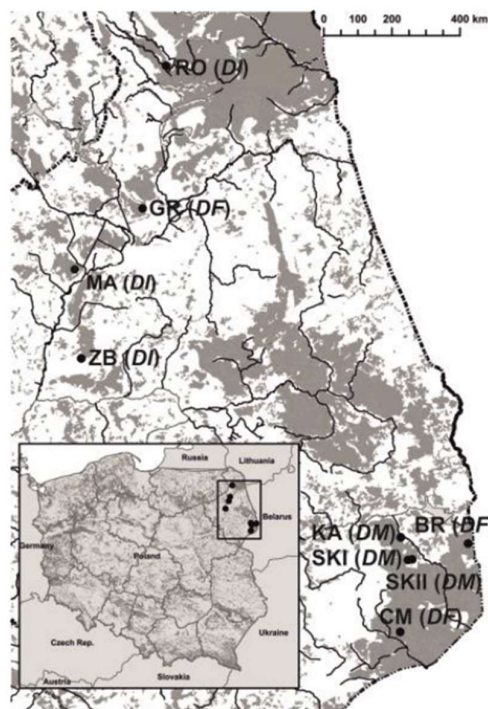 0 100 200 300 400 km
RO (DI)
GR (DF)
MA (DI)
ZB (DI)
Russia
Lithuania
Belarus
Germany
Poland
Czech Rep.
Ukraine
Slovakia
Austria
KA (DM)
BR (DF
SKI (DM)
SKII (DM)
CM (DF)